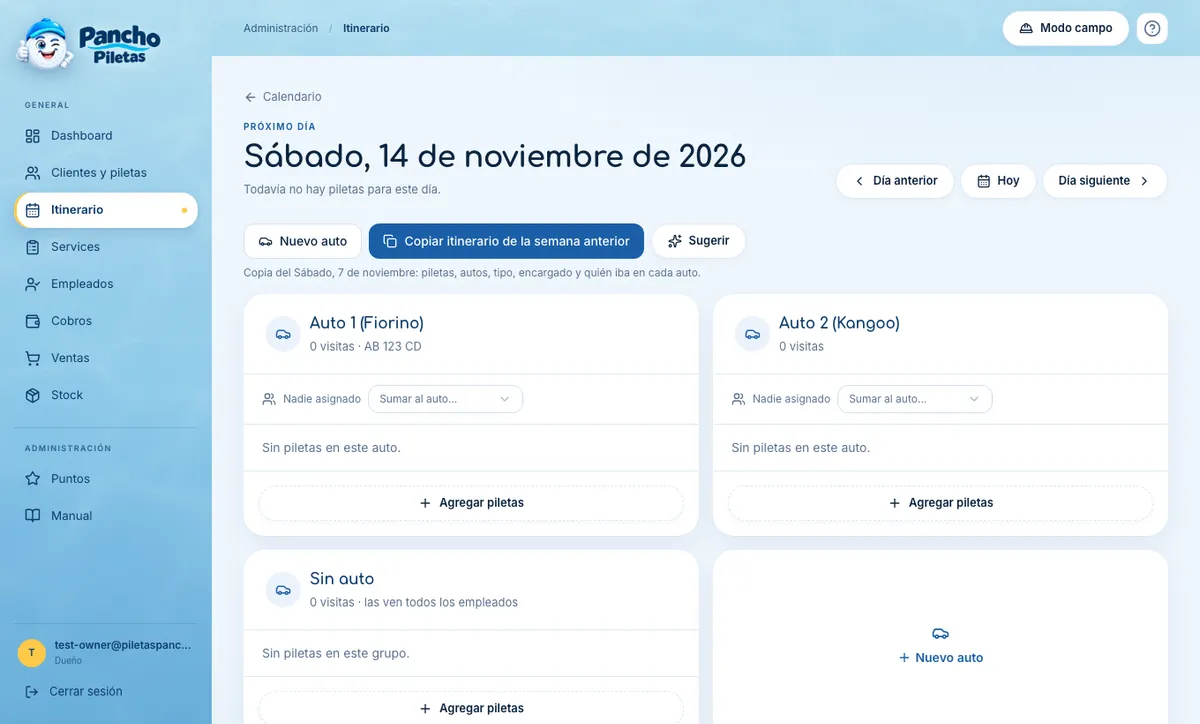 Pancho
Piletas
Administración / Itinerario
Modo campo
GENERAL
Dashboard
Clientes y piletas
Itinerario
Services
Empleados
Cobros
Ventas
Stock
ADMINISTRACIÓN
Puntos
Manual
T
test-owner@piletaspanc...
Dueño
Cerrar sesión
Calendario
PRÓXIMO DÍA
Sábado, 14 de noviembre de 2026
Todavía no hay piletas para este día.
Día anterior
Hoy
Día siguiente
Nuevo auto
Copiar itinerario de la semana anterior
Sugerir
Copia del Sábado, 7 de noviembre: piletas, autos, tipo, encargado y quién iba en cada auto.
Auto 1 (Fiorino)
0 visitas · AB 123 CD
Nadie asignado
Sumar al auto...
Sin piletas en este auto.
+ Agregar piletas
Auto 2 (Kangoo)
0 visitas
Nadie asignado
Sumar al auto...
Sin piletas en este auto.
+ Agregar piletas
Sin auto
0 visitas · las ven todos los empleados
Sin piletas en este grupo.
+ Agregar piletas
+ Nuevo auto